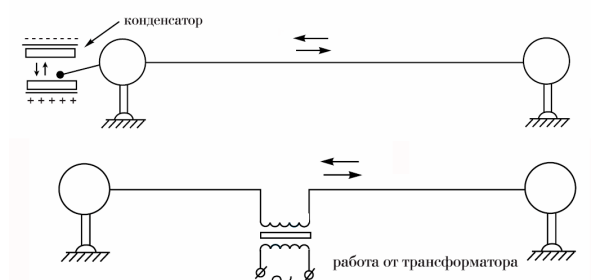 конденсатор
- - - - - - - -
+ + + + +
работа от трансформатора